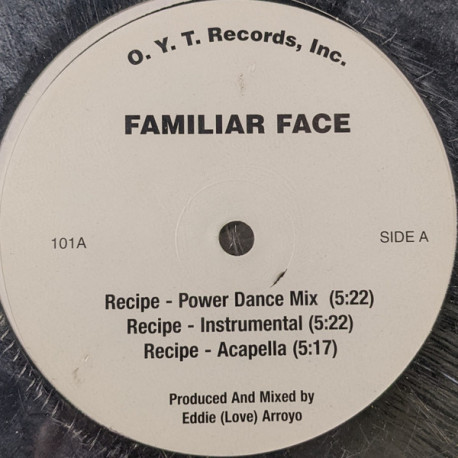 O. Y. T. Records, Inc.
FAMILIAR FACE
101A
SIDE A
Recipe - Power Dance Mix (5:22)
Recipe - Instrumental (5:22)
Recipe - Acapella (5:17)
Produced And Mixed by
Eddie (Love) Arroyo